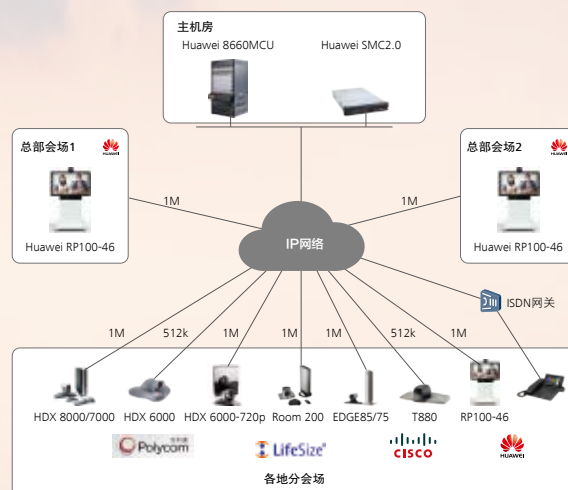 主机房
Huawei 8660MCU Huawei SMC2.0
总部会场1
HUAWEI
Huawei RP100-46
总部会场2
HUAWEI
Huawei RP100-46
1M 1M
IP网络
ISDN网关
1M 512k 1M 1M 1M 512k 1M
HDX 8000/7000 HDX 6000 HDX 6000-720p Room 200 EDGE85/75 T880 RP100-46
Polycom LifeSize CISCO HUAWEI
各地分会场